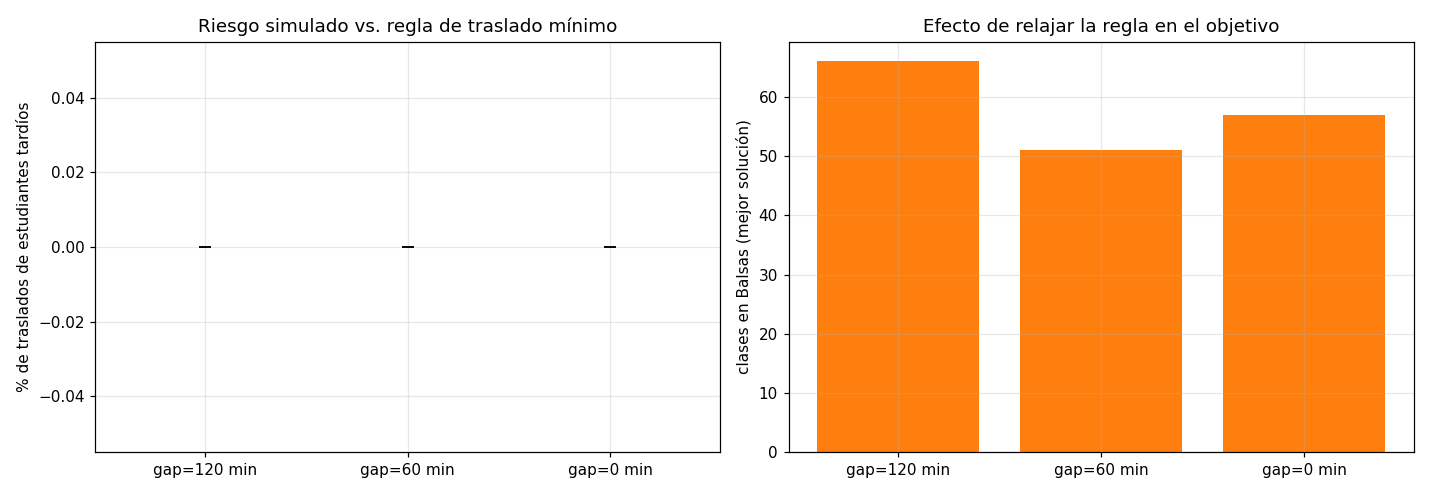 Riesgo simulado vs. regla de traslado mínimo
% de traslados de estudiantes tardíos
0.04
0.02
0.00
−0.02
−0.04
gap=120 min
gap=60 min
gap=0 min
Efecto de relajar la regla en el objetivo
clases en Balsas (mejor solución)
60
50
40
30
20
10
0
gap=120 min
gap=60 min
gap=0 min